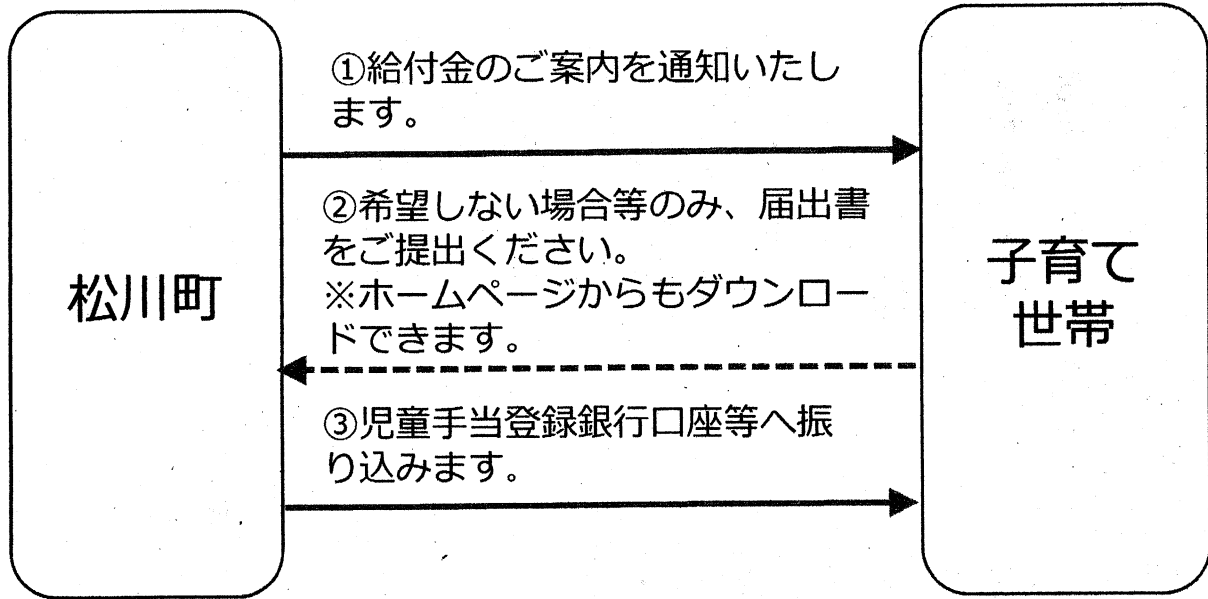 ①給付金のご案内を通知いたし
ます。
②希望しない場合等のみ、届出書
をご提出ください。
※ホームページからもダウンロー
ドできます。
③児童手当登録銀行口座等へ振
り込みます。
松川町
子育て
世帯